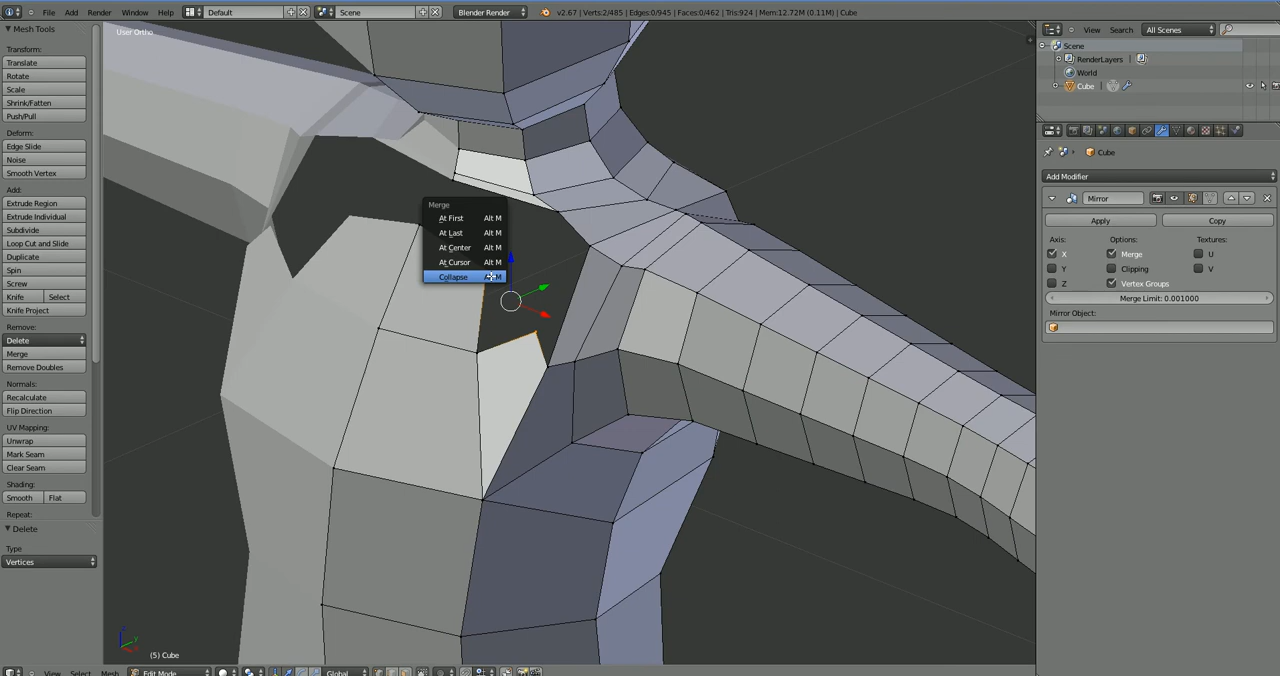 File Add Render Window Help Default Scene Blender Render v2.67 | Verts:2/485 | Edges:0/945 | Faces:0/462 | Tris:924 | Mem:12.72M (0.11M) | Cube
Mesh Tools
Transform:
Translate
Rotate
Scale
Shrink/Fatten
Push/Pull
Deform:
Edge Slide
Noise
Smooth Vertex
Add:
Extrude Region
Extrude Individual
Subdivide
Loop Cut and Slide
Duplicate
Spin
Screw
Knife Select
Knife Project
Remove:
Delete
Merge
Remove Doubles
Normals:
Recalculate
Flip Direction
UV Mapping:
Unwrap
Mark Seam
Clear Seam
Shading:
Smooth Flat
Repeat:
Delete
Type
Vertices
User Ortho
Merge
At First Alt M
At Last Alt M
At Center Alt M
At Cursor Alt M
Collapse
(5) Cube
View Select Mesh Edit Mode Global
View Search All Scenes
Scene
RenderLayers |
World
Cube |
Cube
Add Modifier
Mirror
Apply Copy
Axis: Options: Textures:
X Merge U
Y Clipping V
Z Vertex Groups
Merge Limit: 0.001000
Mirror Object: